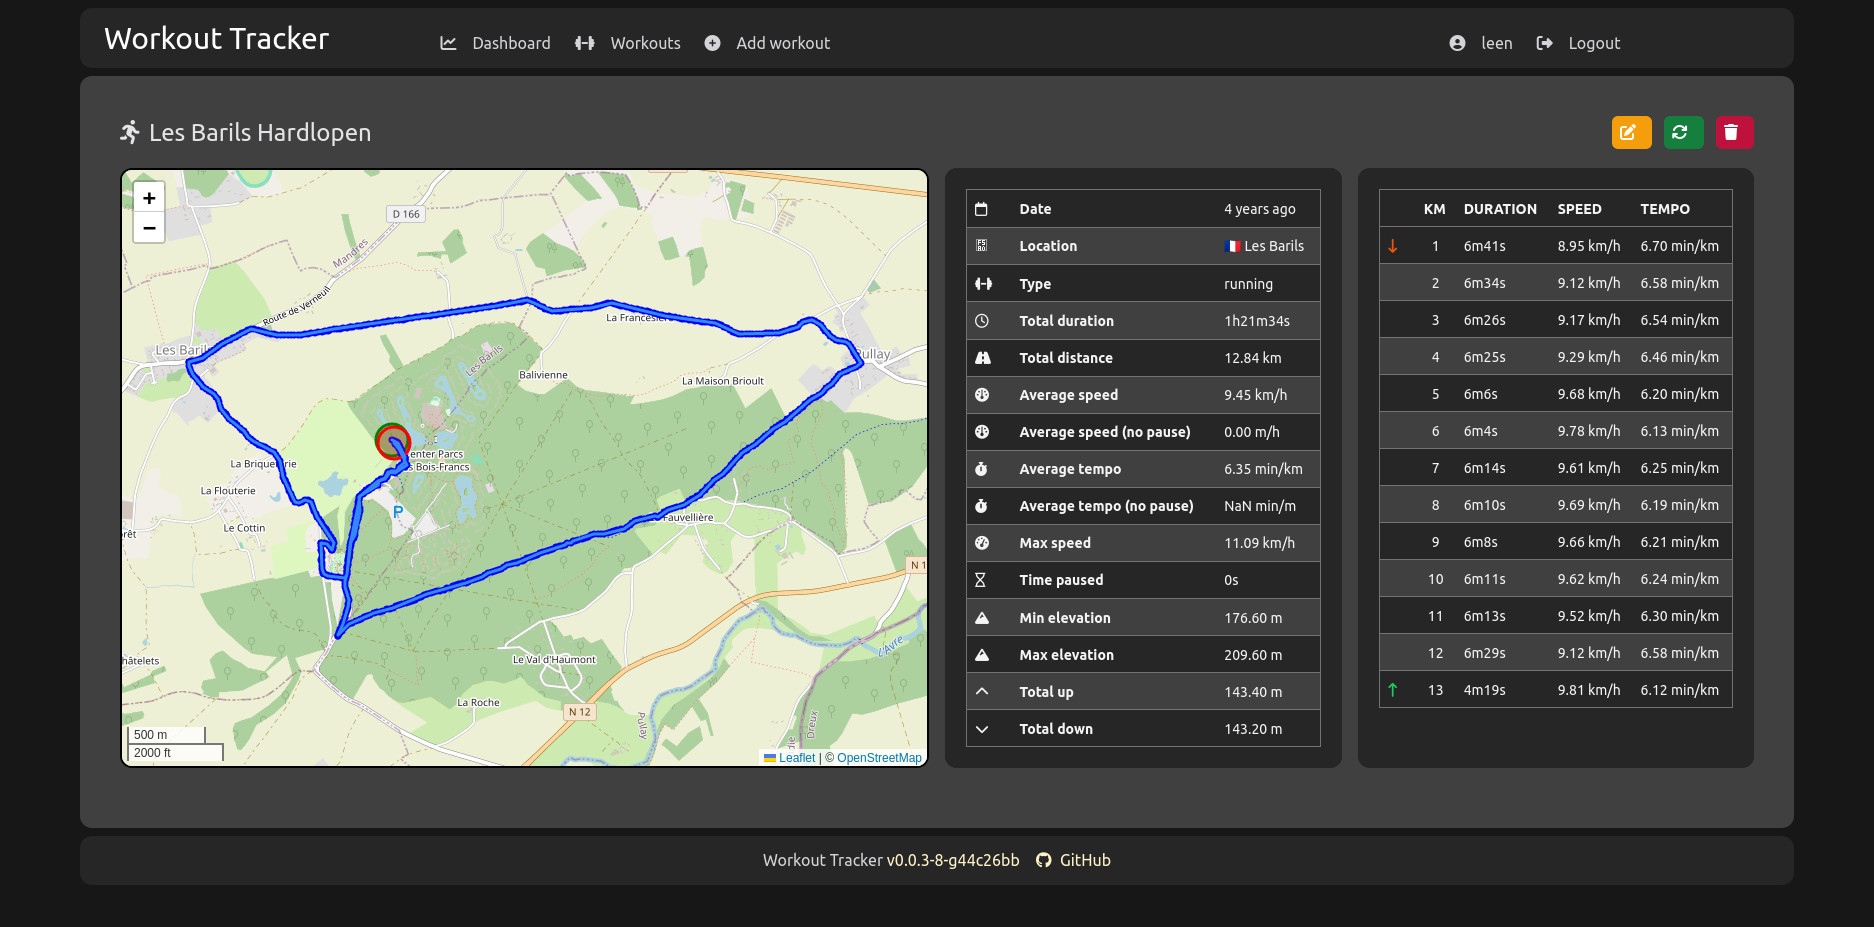 Workout Tracker
Dashboard
Workouts
Add workout
leen
Logout
Les Barils Hardlopen
+
−
D 166
Mandres
Route de Verneuil
La Francesière
Les Barils
Pullay
Les-Barils
Balivienne
La Maison Brioult
Center Parcs
Les Bois-Francs
La Briqueterie
La Flouterie
P
Fauvellière
Le Cottin
orêt
N 1
hâtelets
Le Val d'Haumont
L'Avre
La Roche
N 12
Pullay
Dreux
die
500 m
2000 ft
Leaflet | © OpenStreetMap
Date 4 years ago
Location 🇫🇷 Les Barils
Type running
Total duration 1h21m34s
Total distance 12.84 km
Average speed 9.45 km/h
Average speed (no pause) 0.00 m/h
Average tempo 6.35 min/km
Average tempo (no pause) NaN min/m
Max speed 11.09 km/h
Time paused 0s
Min elevation 176.60 m
Max elevation 209.60 m
Total up 143.40 m
Total down 143.20 m
KM DURATION SPEED TEMPO
1 6m41s 8.95 km/h 6.70 min/km
2 6m34s 9.12 km/h 6.58 min/km
3 6m26s 9.17 km/h 6.54 min/km
4 6m25s 9.29 km/h 6.46 min/km
5 6m6s 9.68 km/h 6.20 min/km
6 6m4s 9.78 km/h 6.13 min/km
7 6m14s 9.61 km/h 6.25 min/km
8 6m10s 9.69 km/h 6.19 min/km
9 6m8s 9.66 km/h 6.21 min/km
10 6m11s 9.62 km/h 6.24 min/km
11 6m13s 9.52 km/h 6.30 min/km
12 6m29s 9.12 km/h 6.58 min/km
13 4m19s 9.81 km/h 6.12 min/km
Workout Tracker v0.0.3-8-g44c26bb GitHub